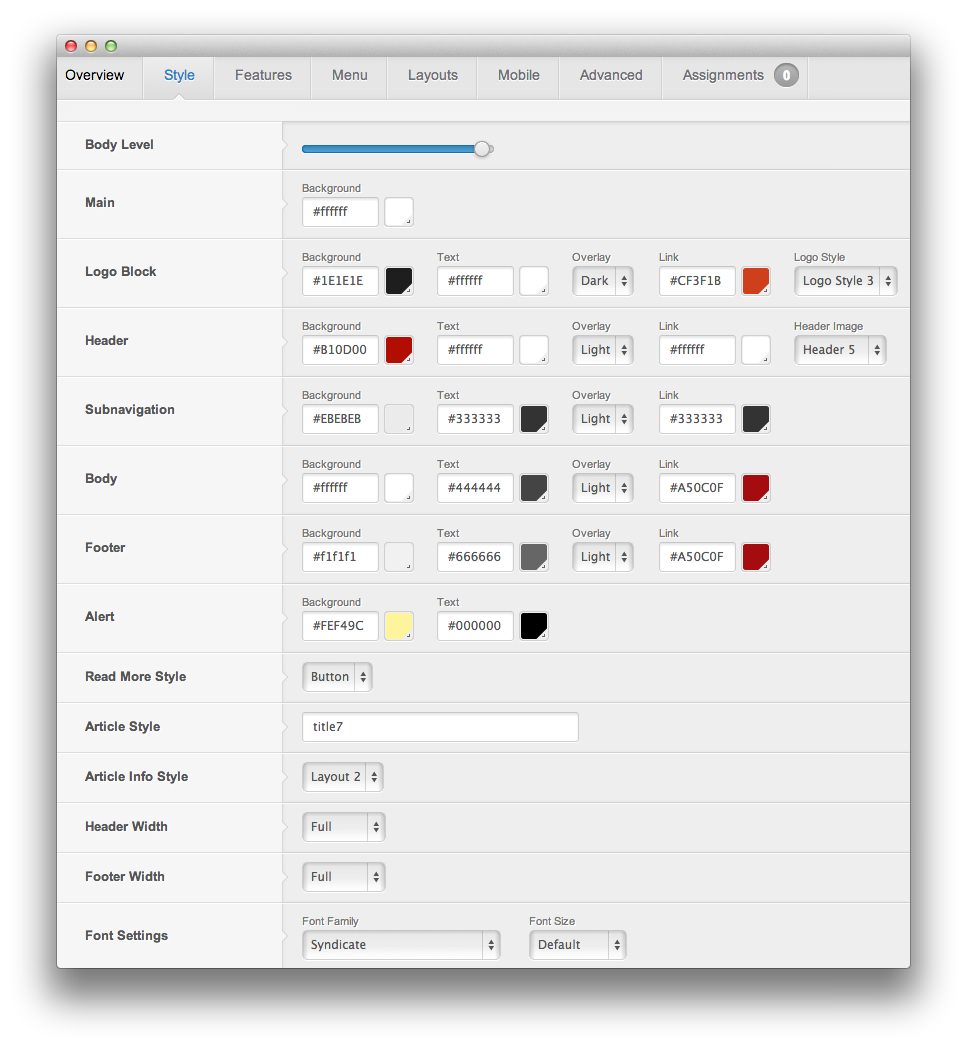 Overview Style Features Menu Layouts Mobile Advanced Assignments 0
Body Level
Background
Main #ffffff
Background Text Overlay Link Logo Style
Logo Block #1E1E1E #ffffff Dark #CF3F1B Logo Style 3
Background Text Overlay Link Header Image
Header #B10D00 #ffffff Light #ffffff Header 5
Background Text Overlay Link
Subnavigation #EBEBEB #333333 Light #333333
Background Text Overlay Link
Body #ffffff #444444 Light #A50C0F
Background Text Overlay Link
Footer #f1f1f1 #666666 Light #A50C0F
Background Text
Alert #FEF49C #000000
Read More Style Button
Article Style title7
Article Info Style Layout 2
Header Width Full
Footer Width Full
Font Family Font Size
Font Settings Syndicate Default